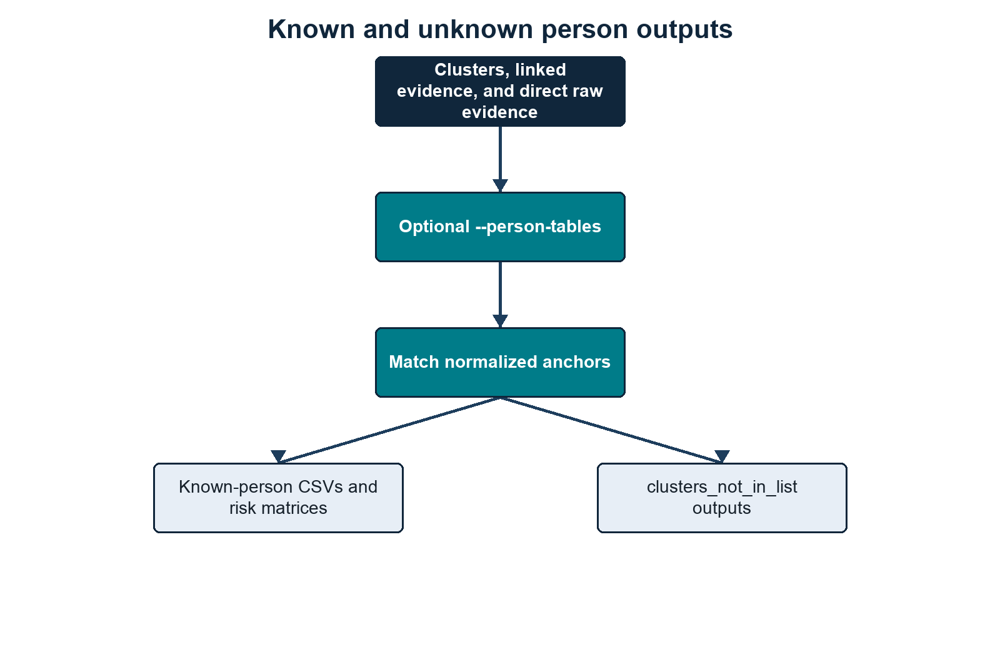 Known and unknown person outputs
Clusters, linked
evidence, and direct raw
evidence
Optional --person-tables
Match normalized anchors
Known-person CSVs and
risk matrices
clusters_not_in_list
outputs